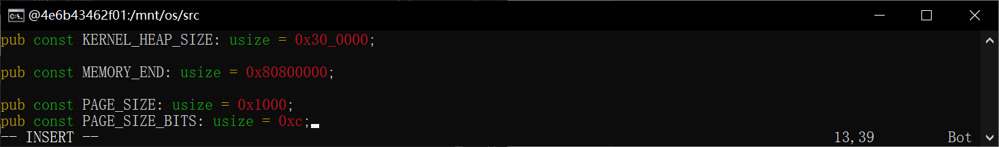 @4e6b43462f01:/mnt/os/src
pub const KERNEL_HEAP_SIZE: usize = 0x30_0000;
pub const MEMORY_END: usize = 0x80800000;
pub const PAGE_SIZE: usize = 0x1000;
pub const PAGE_SIZE_BITS: usize = 0xc;
-- INSERT -- 13,39 Bot